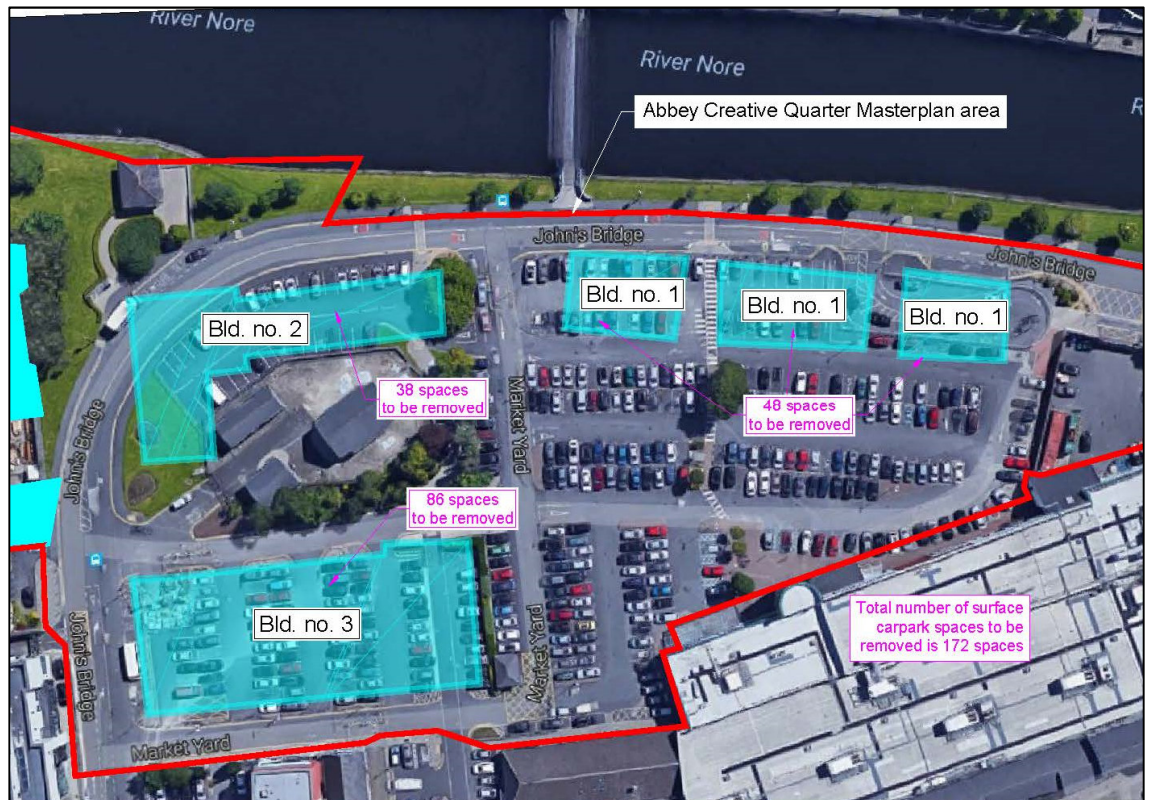 River Nore
River Nore
R
Abbey Creative Quarter Masterplan area
John's Bridge
John's Bridge
Bld. no. 1
Bld. no. 1
Bld. no. 1
Bld. no. 2
38 spaces
to be removed
48 spaces
to be removed
Market Yard
John's Bridge
86 spaces
to be removed
Bld. no. 3
John's Bridge
Market Yard
Market Yard
Total number of surface
carpark spaces to be
removed is 172 spaces